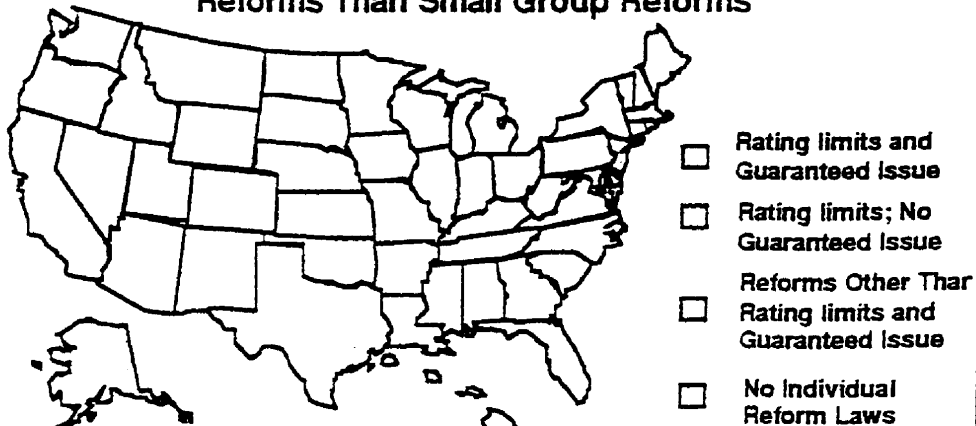 Reforms Than Small Group Reforms
Rating limits and
Guaranteed Issue
Rating limits; No
Guaranteed Issue
Reforms Other Thar
Rating limits and
Guaranteed Issue
No Individual
Reform Laws